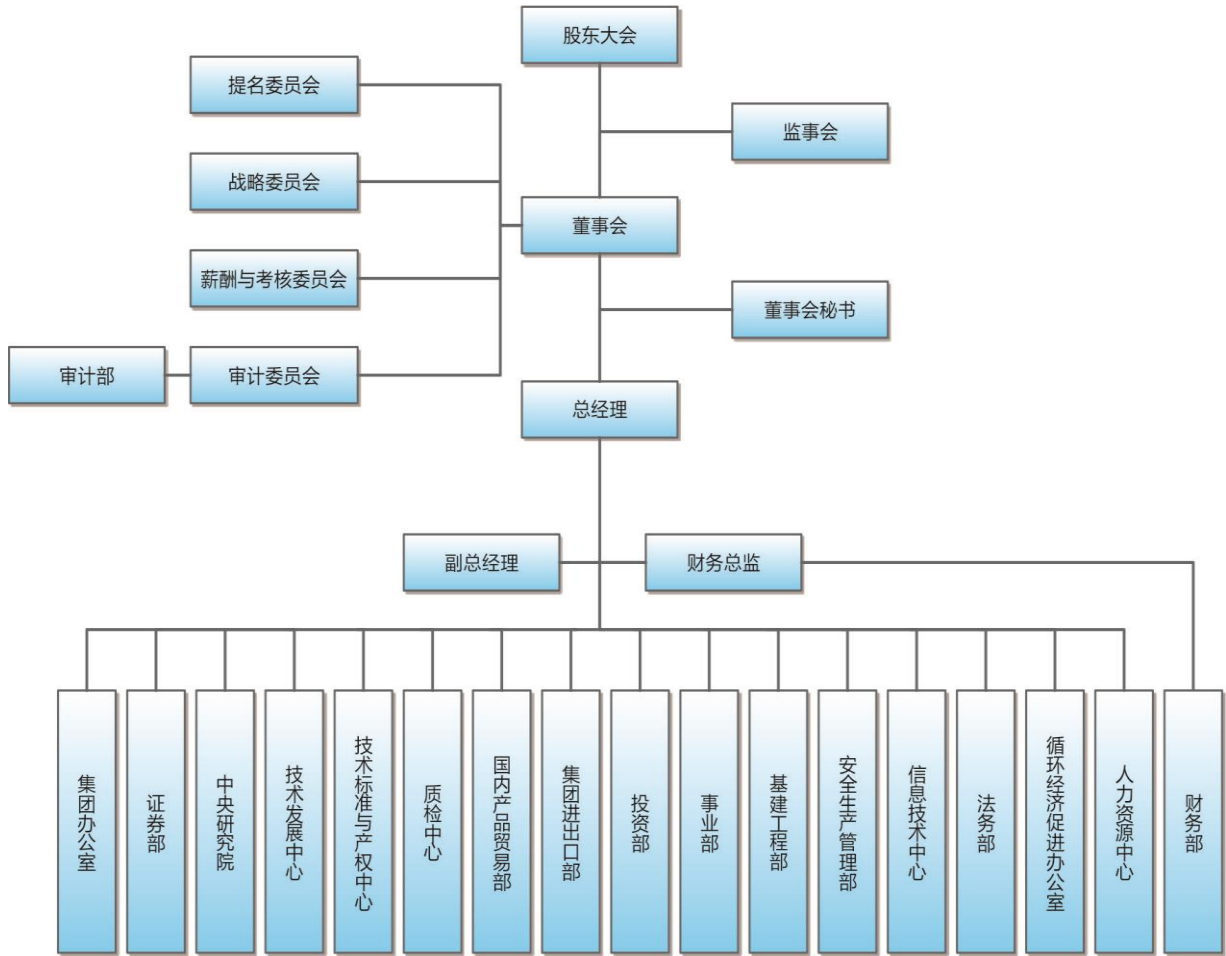 股东大会
提名委员会
监事会
战略委员会
董事会
薪酬与考核委员会
董事会秘书
审计部
审计委员会
总经理
副总经理
财务总监
集团办公室
证券部
中央研究院
技术发展中心
技术标准与产权中心
质检中心
国内产品贸易部
集团进出口部
投资部
事业部
基建工程部
安全生产管理部
信息技术中心
法务部
循环经济促进办公室
人力资源中心
财务部